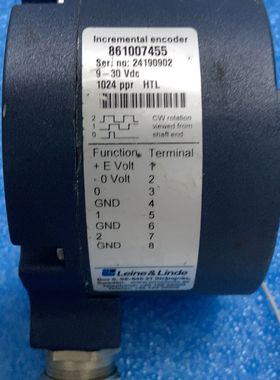 Incremental encoder
861007455
Ser. no: 24190902
9 - 30 Vdc
1024 ppr HTL
2
1
0
CW rotation
viewed from
shaft end
Function Terminal
+ E Volt 1
- 0 Volt 2
0 3
GND 4
1 5
GND 6
2 7
GND 8
Leine & Linde